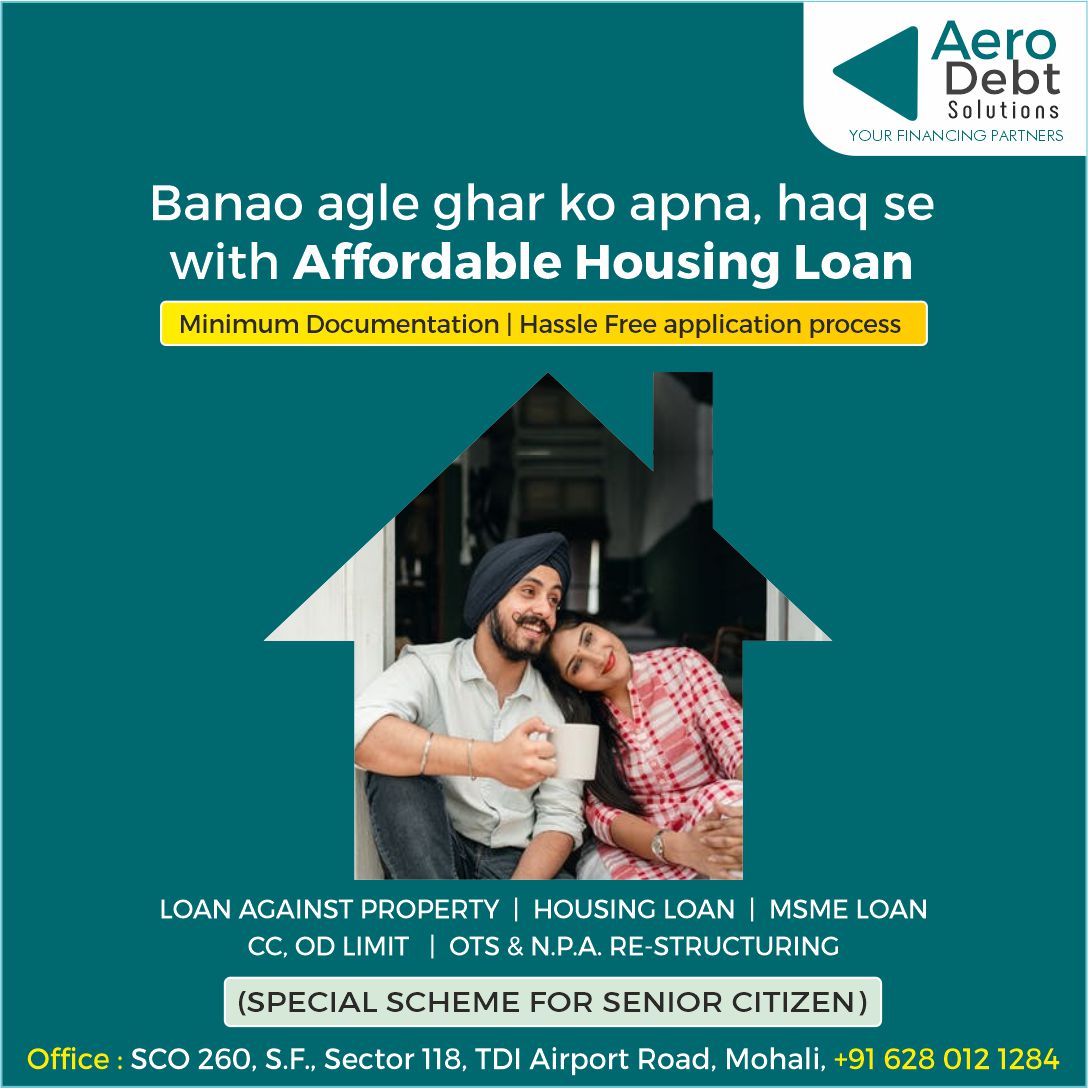 Aero
Debt
Solutions
YOUR FINANCING PARTNERS
Banao agle ghar ko apna, haq se
with Affordable Housing Loan
Minimum Documentation | Hassle Free application process
LOAN AGAINST PROPERTY | HOUSING LOAN | MSME LOAN
CC, OD LIMIT | OTS & N.P.A. RE-STRUCTURING
(SPECIAL SCHEME FOR SENIOR CITIZEN)
Office : SCO 260, S.F., Sector 118, TDI Airport Road, Mohali, +91 628 012 1284